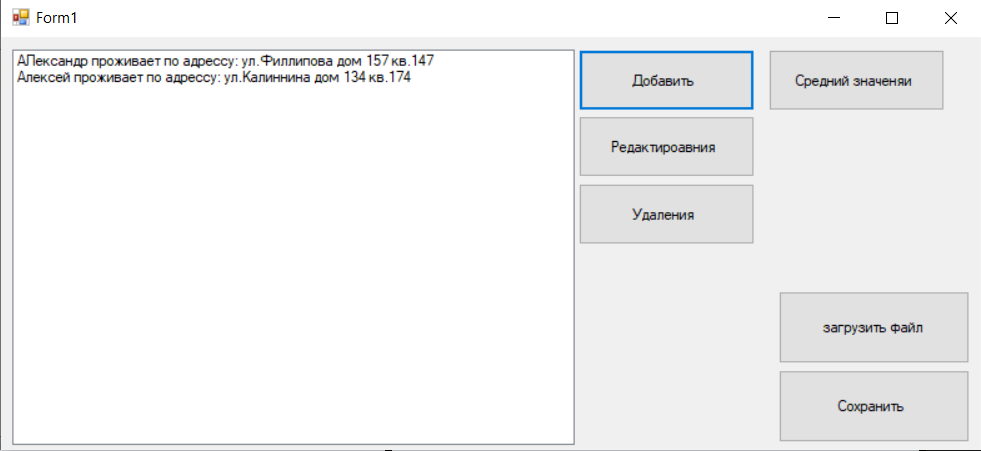 Form1
АЛександр проживает по адрессу: ул.Филлипова дом 157 кв.147
Алексей проживает по адрессу: ул.Калиннина дом 134 кв.174
Добавить
Средний значеняи
Редактироавния
Удаления
загрузить файл
Сохранить